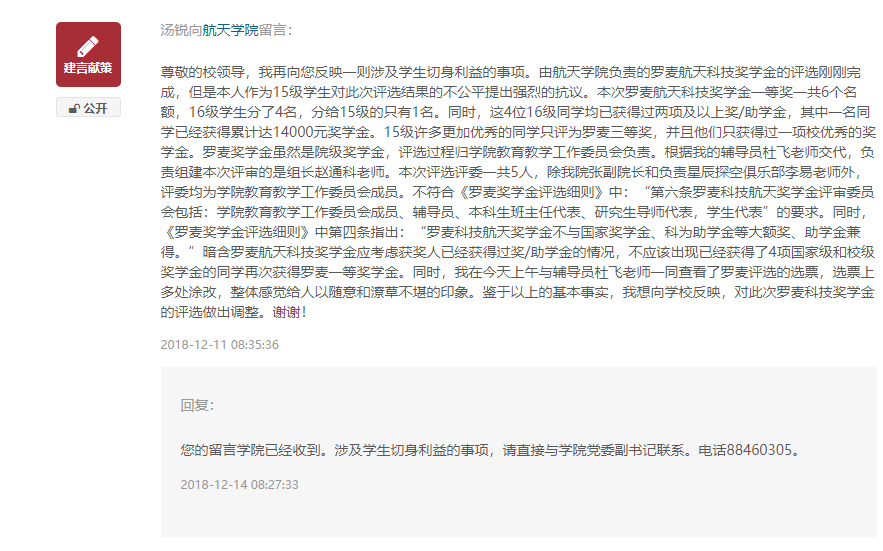 汤锐向航天学院留言：
建言献策
公开
尊敬的校领导，我再向您反映一则涉及学生切身利益的事项。由航天学院负责的罗麦航天科技奖学金的评选刚刚完
成，但是本人作为15级学生对此次评选结果的不公平提出强烈的抗议。本次罗麦航天科技奖学金一等奖一共6个名
额，16级学生分了4名，分给15级的只有1名。同时，这4位16级同学均已获得过两项及以上奖/助学金，其中一名同
学已经获得累计达14000元奖学金。15级许多更加优秀的同学只评为罗麦三等奖，并且他们只获得过一项校优秀的奖
学金。罗麦奖学金虽然是院级奖学金，评选过程归学院教育教学工作委员会负责。根据我的辅导员杜飞老师交代，负
责组建本次评审的是组长赵通科老师。本次评选评委一共5人，除我院张副院长和负责星辰探空俱乐部李易老师外，
评委均为学院教育教学工作委员会成员。不符合《罗麦奖学金评选细则》中：“第六条罗麦科技航天奖学金评审委员
会包括：学院教育教学工作委员会成员、辅导员、本科生班主任代表、研究生导师代表，学生代表”的要求。同时，
《罗麦奖学金评选细则》中第四条指出：“罗麦科技航天奖学金不与国家奖学金、科为助学金等大额奖、助学金兼
得。”暗含罗麦航天科技奖学金应考虑获奖人已经获得过奖/助学金的情况，不应该出现已经获得了4项国家级和校级
奖学金的同学再次获得罗麦一等奖学金。同时，我在今天上午与辅导员杜飞老师一同查看了罗麦评选的选票，选票上
多处涂改，整体感觉给人以随意和潦草不堪的印象。鉴于以上的基本事实，我想向学校反映，对此次罗麦科技奖学金
的评选做出调整。谢谢！
2018-12-11 08:35:36
回复：
您的留言学院已经收到。涉及学生切身利益的事项，请直接与学院党委副书记联系。电话88460305。
2018-12-14 08:27:33